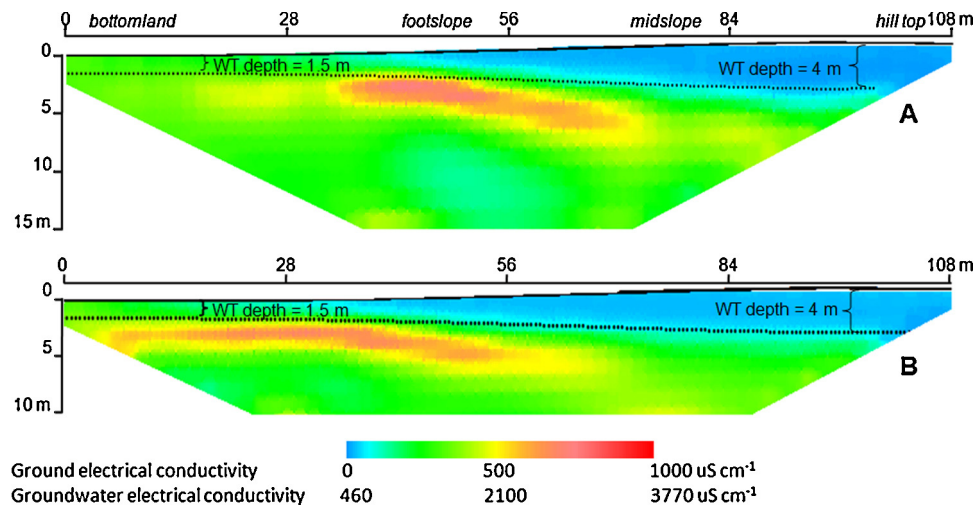 0 28 56 84 108 m
bottomland footslope midslope hill top
0
WT depth = 1.5 m
WT depth = 4 m
5
A
10
15 m
0 28 56 84 108 m
0
WT depth = 1.5 m
WT depth = 4 m
5
B
10 m
Ground electrical conductivity 0 500 1000 uS cm⁻¹
Groundwater electrical conductivity 460 2100 3770 uS cm⁻¹